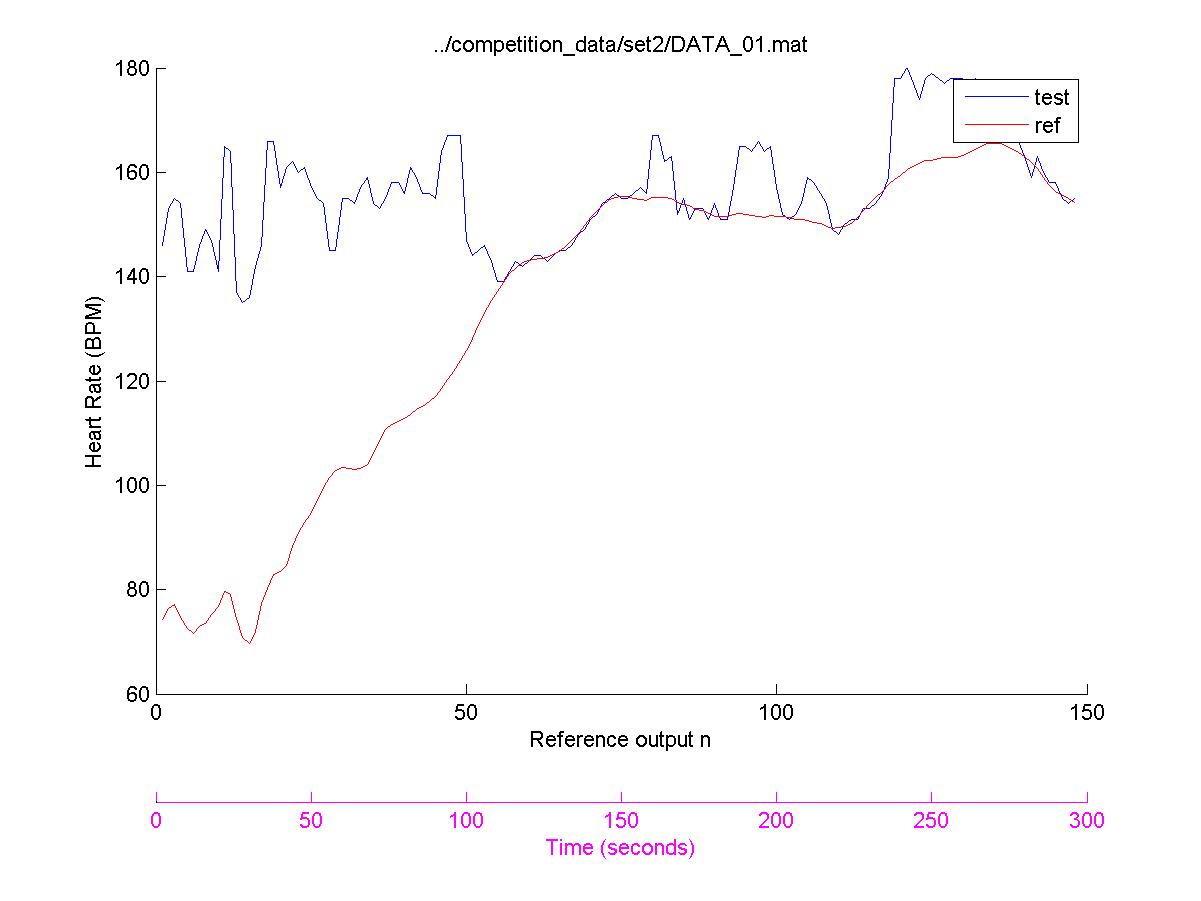 ../competition_data/set2/DATA_01.mat
180
160
140
120
100
80
60
Heart Rate (BPM)
test
ref
0 50 100 150
Reference output n
0 50 100 150 200 250 300
Time (seconds)